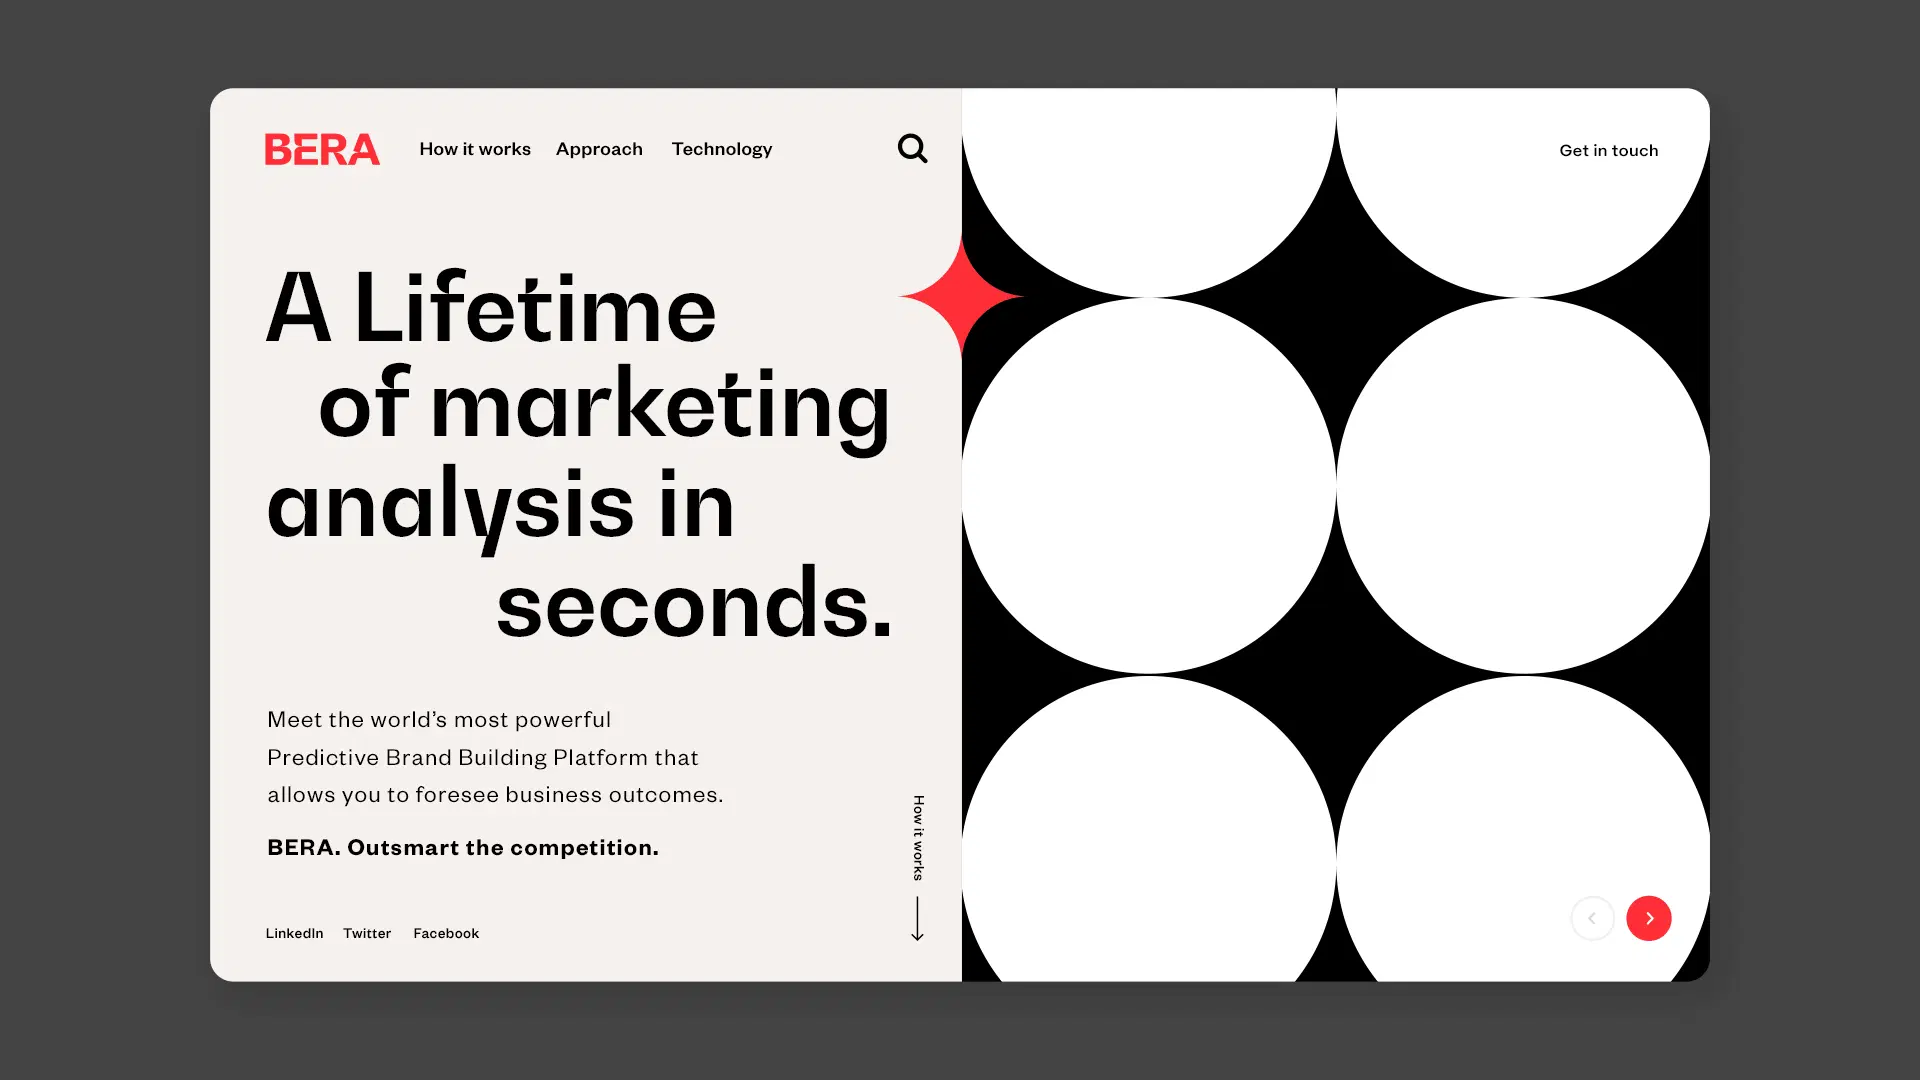 BERA How it works Approach Technology
Get in touch
A Lifetime
of marketing
analysis in
seconds.
Meet the world’s most powerful
Predictive Brand Building Platform that
allows you to foresee business outcomes.
BERA. Outsmart the competition.
How it works
LinkedIn Twitter Facebook